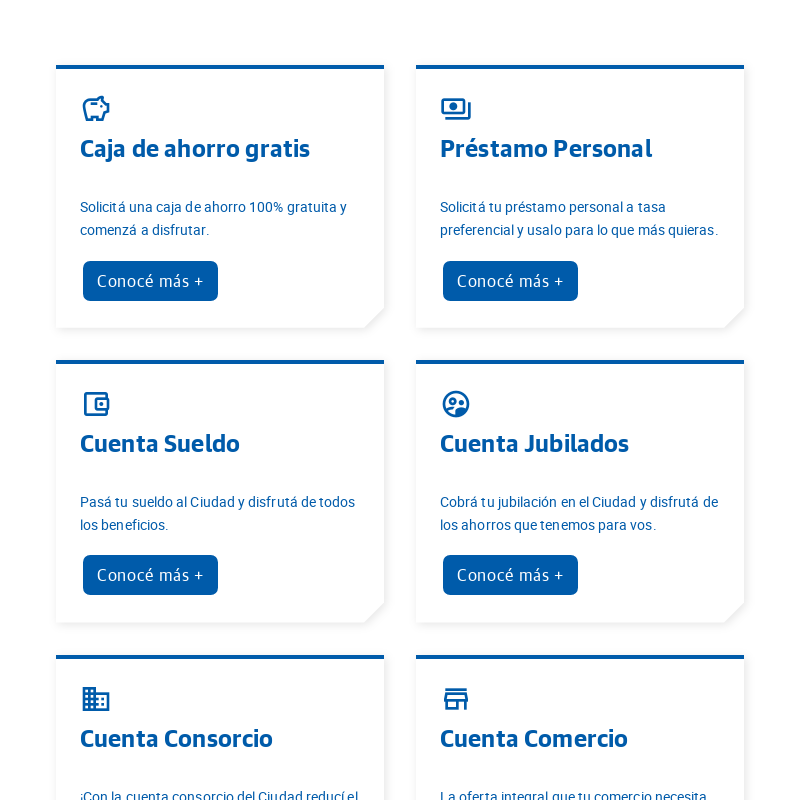 Caja de ahorro gratis
Solicitá una caja de ahorro 100% gratuita y
comenzá a disfrutar.
Conocé más +
Préstamo Personal
Solicitá tu préstamo personal a tasa
preferencial y usalo para lo que más quieras.
Conocé más +
Cuenta Sueldo
Pasá tu sueldo al Ciudad y disfrutá de todos
los beneficios.
Conocé más +
Cuenta Jubilados
Cobrá tu jubilación en el Ciudad y disfrutá de
los ahorros que tenemos para vos.
Conocé más +
Cuenta Consorcio
¡Con la cuenta consorcio del Ciudad reducí el
Cuenta Comercio
La oferta integral que tu comercio necesita